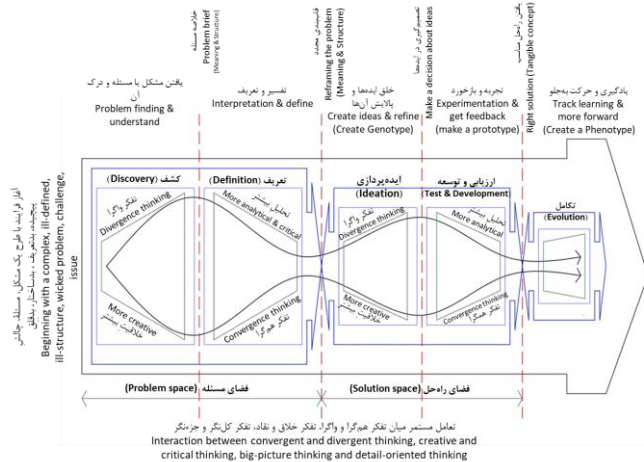 خلاصه مسئله
Problem brief
(Meaning & Structure)
قاب‌بندی مجدد
Reframing the problem
(Meaning & Structure)
تصمیم‌گیری در ایده‌ها
Make a decision about ideas
یافتن راه‌حل مناسب
Right solution (Tangible concept)
یافتن مشکل یا مسئله و درک
آن
Problem finding &
understand
تفسیر و تعریف
Interpretation & define
خلق ایده‌ها و
پالایش آن‌ها
Create ideas & refine
(Create Genotype)
تجربه و بازخورد
Experimentation &
get feedback
(make a prototype)
یادگیری و حرکت به‌جلو
Track learning &
more forward
(Create a Phenotype)
آغاز فرایند با طرح یک مشکل، مسئله، چالش
پیچیده، بدتعریف، بدساختار، بدقلق
Beginning with a complex, ill-defined,
ill-structure, wicked problem, challenge,
issue
کشف (Discovery)
تفکر واگرا
Divergence thinking
More creative
خلاقیت بیشتر
تعریف (Definition)
تحلیل بیشتر
More analytical & critical
Convergence thinking
تفکر هم‌گرا
ایده‌پردازی
(Ideation)
تفکر واگرا
Divergence thinking
More creative
خلاقیت بیشتر
ارزیابی و توسعه
(Test & Development)
تحلیل بیشتر
More analytical
Convergence thinking
تفکر همگرا
تکامل
(Evolution)
فضای مسئله (Problem space)
فضای راه‌حل (Solution space)
تعامل مستمر میان تفکر هم‌گرا و واگرا، تفکر خلاق و نقاد، تفکر کل‌نگر و جزءنگر
Interaction between convergent and divergent thinking, creative and
critical thinking, big-picture thinking and detail-oriented thinking